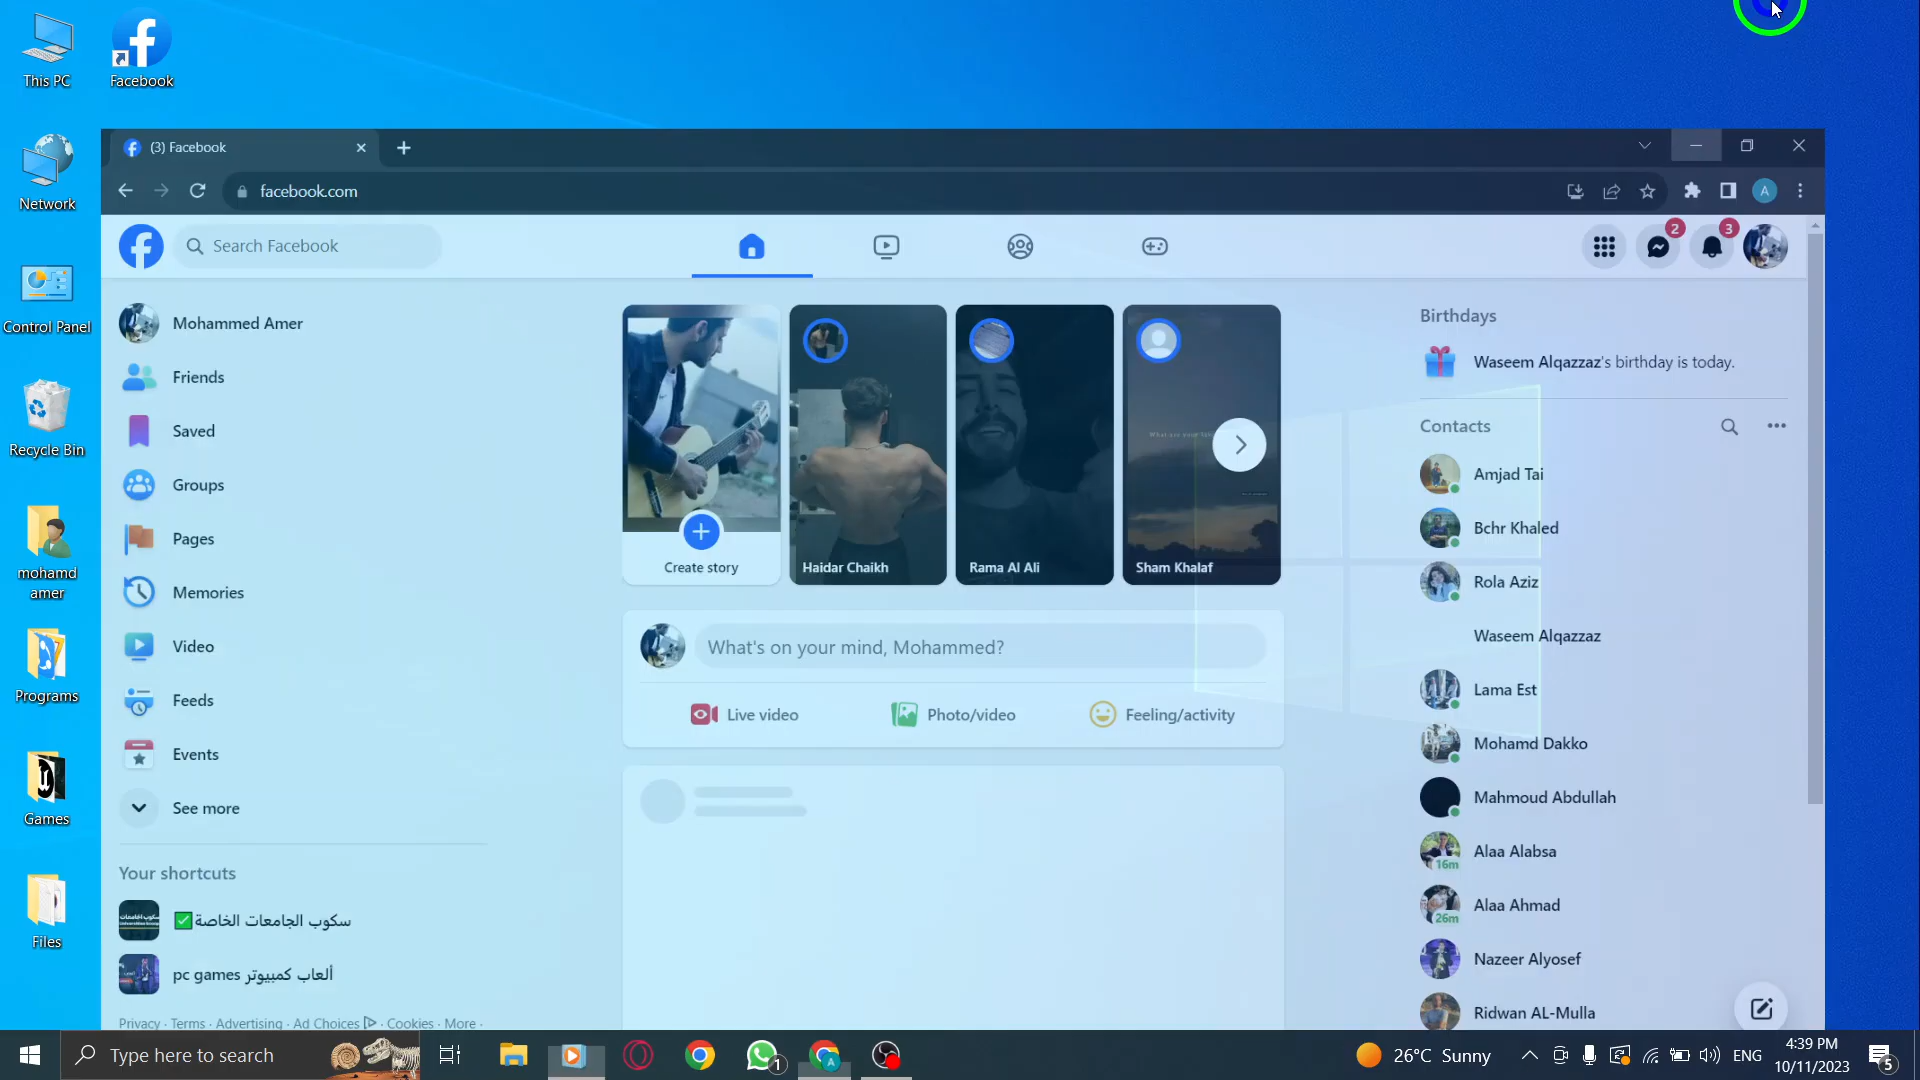 This PC
Facebook
Network
Control Panel
Recycle Bin
mohamd
amer
Programs
Games
Files
(3) Facebook
facebook.com
Search Facebook
2
3
Mohammed Amer
Friends
Saved
Groups
Pages
Memories
Video
Feeds
Events
See more
Your shortcuts
سكوب الجامعات الخاصة✅
pc games ألعاب كمبيوتر
Privacy · Terms · Advertising · Ad Choices · Cookies · More ·
Create story
Haidar Chaikh
Rama Al Ali
Sham Khalaf
What's on your mind, Mohammed?
Live video
Photo/video
Feeling/activity
Birthdays
Waseem Alqazzaz's birthday is today.
Contacts
Amjad Tai
Bchr Khaled
Rola Aziz
Waseem Alqazzaz
Lama Est
Mohamd Dakko
Mahmoud Abdullah
Alaa Alabsa
16m
Alaa Ahmad
26m
Nazeer Alyosef
Ridwan AL-Mulla
A
Type here to search
1
A
26°C Sunny
ENG
4:39 PM
10/11/2023
5